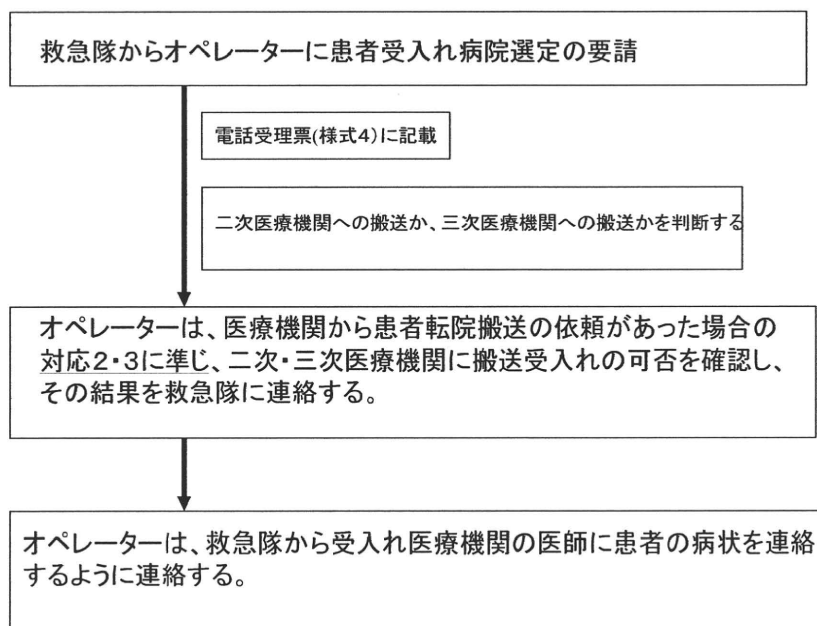 救急隊からオペレーターに患者受入れ病院選定の要請
電話受理票(様式4)に記載
二次医療機関への搬送か、三次医療機関への搬送かを判断する
オペレーターは、医療機関から患者転院搬送の依頼があった場合の
対応2・3に準じ、二次・三次医療機関に搬送受入れの可否を確認し、
その結果を救急隊に連絡する。
オペレーターは、救急隊から受入れ医療機関の医師に患者の病状を連絡
するように連絡する。